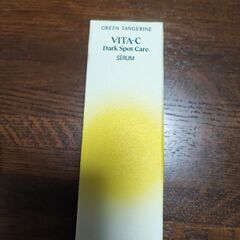 GREEN TANGERINE
VITA-C
Dark Spot Care
SERUM